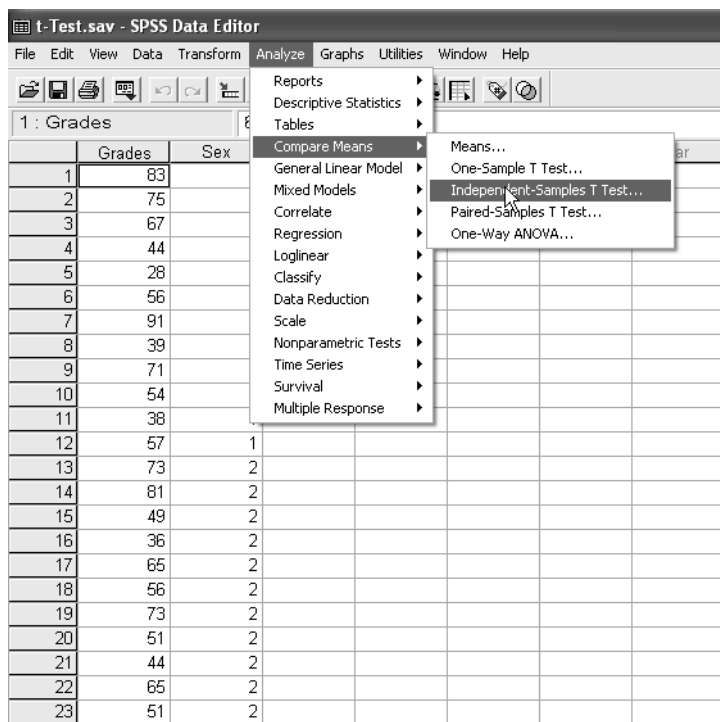 t-Test.sav - SPSS Data Editor
File Edit View Data Transform Analyze Graphs Utilities Window Help
1 : Grades
Reports
Descriptive Statistics
Tables
Compare Means
General Linear Model
Mixed Models
Correlate
Regression
Loglinear
Classify
Data Reduction
Scale
Nonparametric Tests
Time Series
Survival
Multiple Response
Means...
One-Sample T Test...
Independent-Samples T Test...
Paired-Samples T Test...
One-Way ANOVA...
Grades Sex ar
1 83
2 75
3 67
4 44
5 28
6 56
7 91
8 39
9 71
10 54
11 38
12 57 1
13 73 2
14 81 2
15 49 2
16 36 2
17 65 2
18 56 2
19 73 2
20 51 2
21 44 2
22 65 2
23 51 2